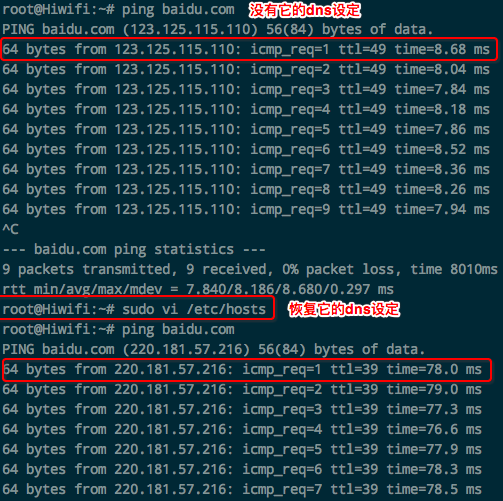 root@Hiwifi:~# ping baidu.com 没有它的dns设定
PING baidu.com (123.125.115.110) 56(84) bytes of data.
64 bytes from 123.125.115.110: icmp_req=1 ttl=49 time=8.68 ms
64 bytes from 123.125.115.110: icmp_req=2 ttl=49 time=8.04 ms
64 bytes from 123.125.115.110: icmp_req=3 ttl=49 time=7.84 ms
64 bytes from 123.125.115.110: icmp_req=4 ttl=49 time=8.18 ms
64 bytes from 123.125.115.110: icmp_req=5 ttl=49 time=7.86 ms
64 bytes from 123.125.115.110: icmp_req=6 ttl=49 time=8.52 ms
64 bytes from 123.125.115.110: icmp_req=7 ttl=49 time=8.36 ms
64 bytes from 123.125.115.110: icmp_req=8 ttl=49 time=8.26 ms
64 bytes from 123.125.115.110: icmp_req=9 ttl=49 time=7.94 ms
^C
--- baidu.com ping statistics ---
9 packets transmitted, 9 received, 0% packet loss, time 8010ms
rtt min/avg/max/mdev = 7.840/8.186/8.680/0.297 ms
root@Hiwifi:~# sudo vi /etc/hosts 恢复它的dns设定
root@Hiwifi:~# ping baidu.com
PING baidu.com (220.181.57.216) 56(84) bytes of data.
64 bytes from 220.181.57.216: icmp_req=1 ttl=39 time=78.0 ms
64 bytes from 220.181.57.216: icmp_req=2 ttl=39 time=79.0 ms
64 bytes from 220.181.57.216: icmp_req=3 ttl=39 time=77.3 ms
64 bytes from 220.181.57.216: icmp_req=4 ttl=39 time=76.6 ms
64 bytes from 220.181.57.216: icmp_req=5 ttl=39 time=77.9 ms
64 bytes from 220.181.57.216: icmp_req=6 ttl=39 time=78.3 ms
64 bytes from 220.181.57.216: icmp_req=7 ttl=39 time=78.5 ms